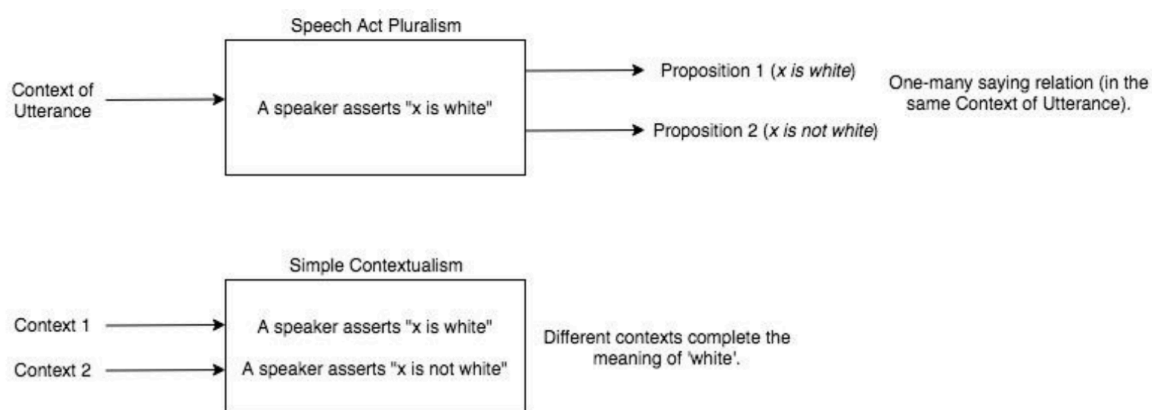 Speech Act Pluralism
Context of
Utterance
A speaker asserts "x is white"
Proposition 1 (x is white)
Proposition 2 (x is not white)
One-many saying relation (in the
same Context of Utterance).
Simple Contextualism
Context 1
A speaker asserts "x is white"
Context 2
A speaker asserts "x is not white"
Different contexts complete the
meaning of 'white'.